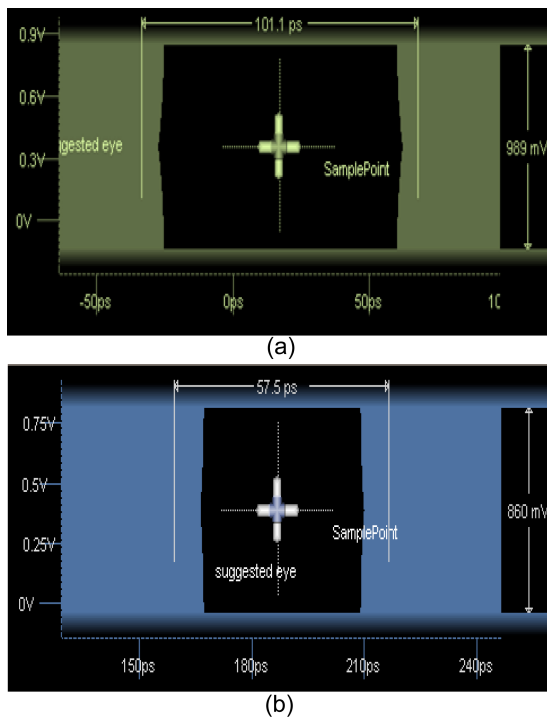 101.1 ps
0.9V
0.6V
ggested eye
0.3V
SamplePoint
989 mV
0V
-50ps
0ps
50ps
10
(a)
57.5 ps
0.75V
0.5V
860 mV
SamplePoint
0.25V
suggested eye
0V
150ps
180ps
210ps
240ps
(b)